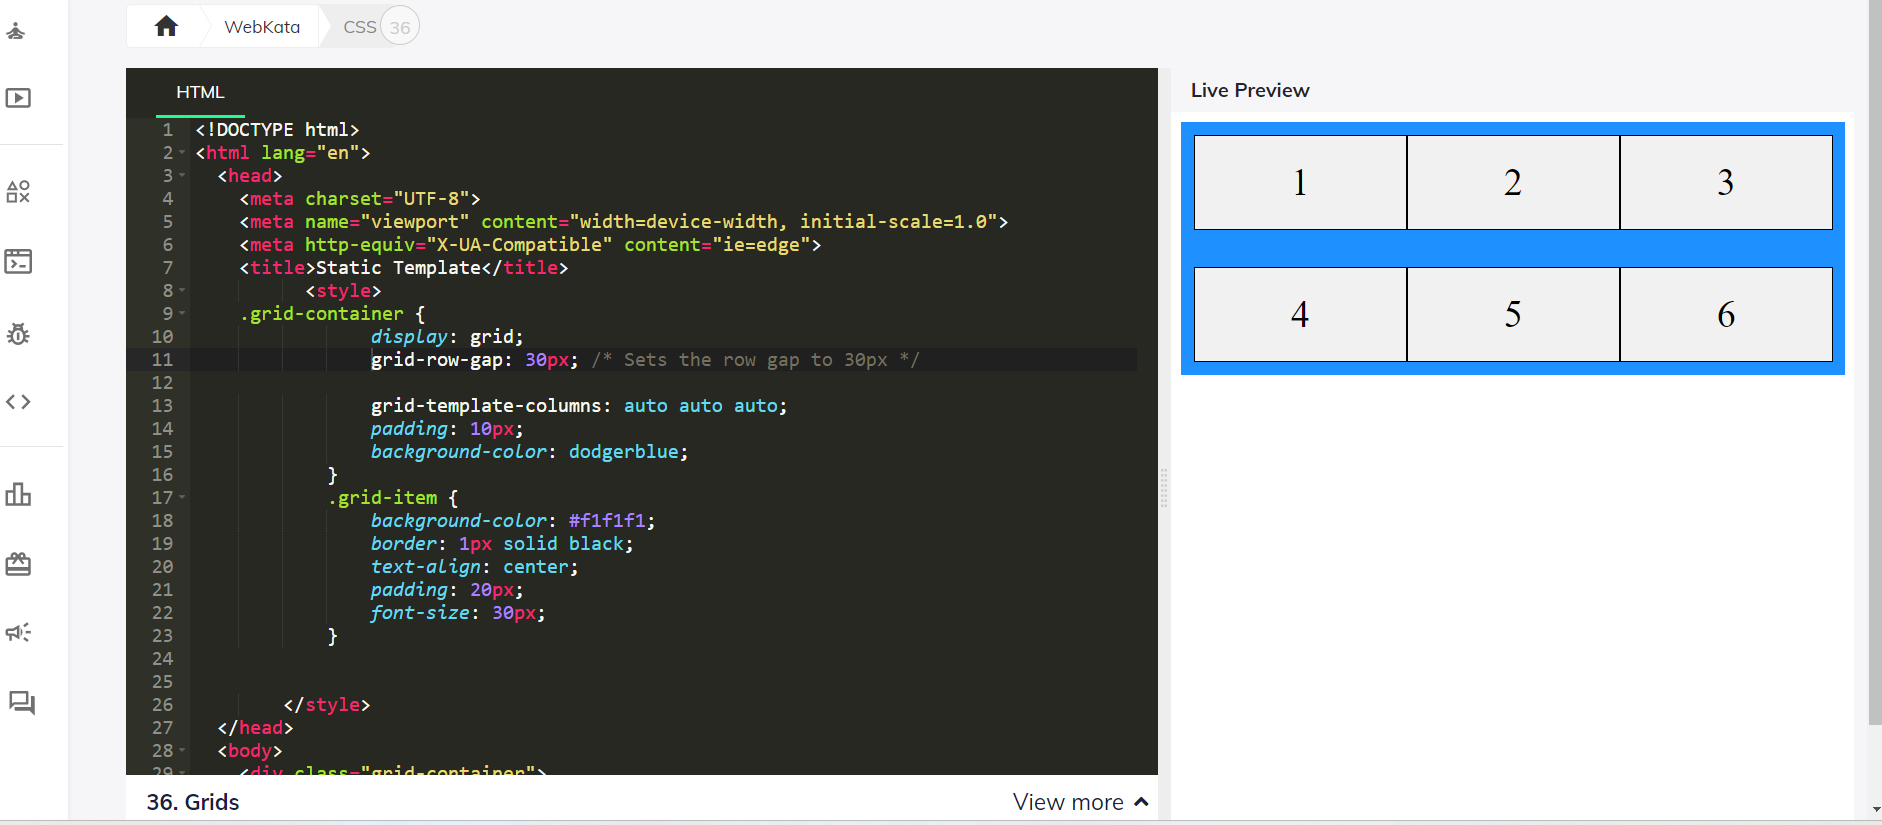 WebKata
CSS 36
HTML
1 <!DOCTYPE html>
2 <html lang="en">
3 <head>
4 <meta charset="UTF-8">
5 <meta name="viewport" content="width=device-width, initial-scale=1.0">
6 <meta http-equiv="X-UA-Compatible" content="ie=edge">
7 <title>Static Template</title>
8 <style>
9 .grid-container {
10 display: grid;
11 grid-row-gap: 30px; /* Sets the row gap to 30px */
12
13 grid-template-columns: auto auto auto;
14 padding: 10px;
15 background-color: dodgerblue;
16 }
17 .grid-item {
18 background-color: #f1f1f1;
19 border: 1px solid black;
20 text-align: center;
21 padding: 20px;
22 font-size: 30px;
23 }
24
25
26 </style>
27 </head>
28 <body>
29 <div class="grid-container">
36. Grids
View more
Live Preview
1 2 3
4 5 6